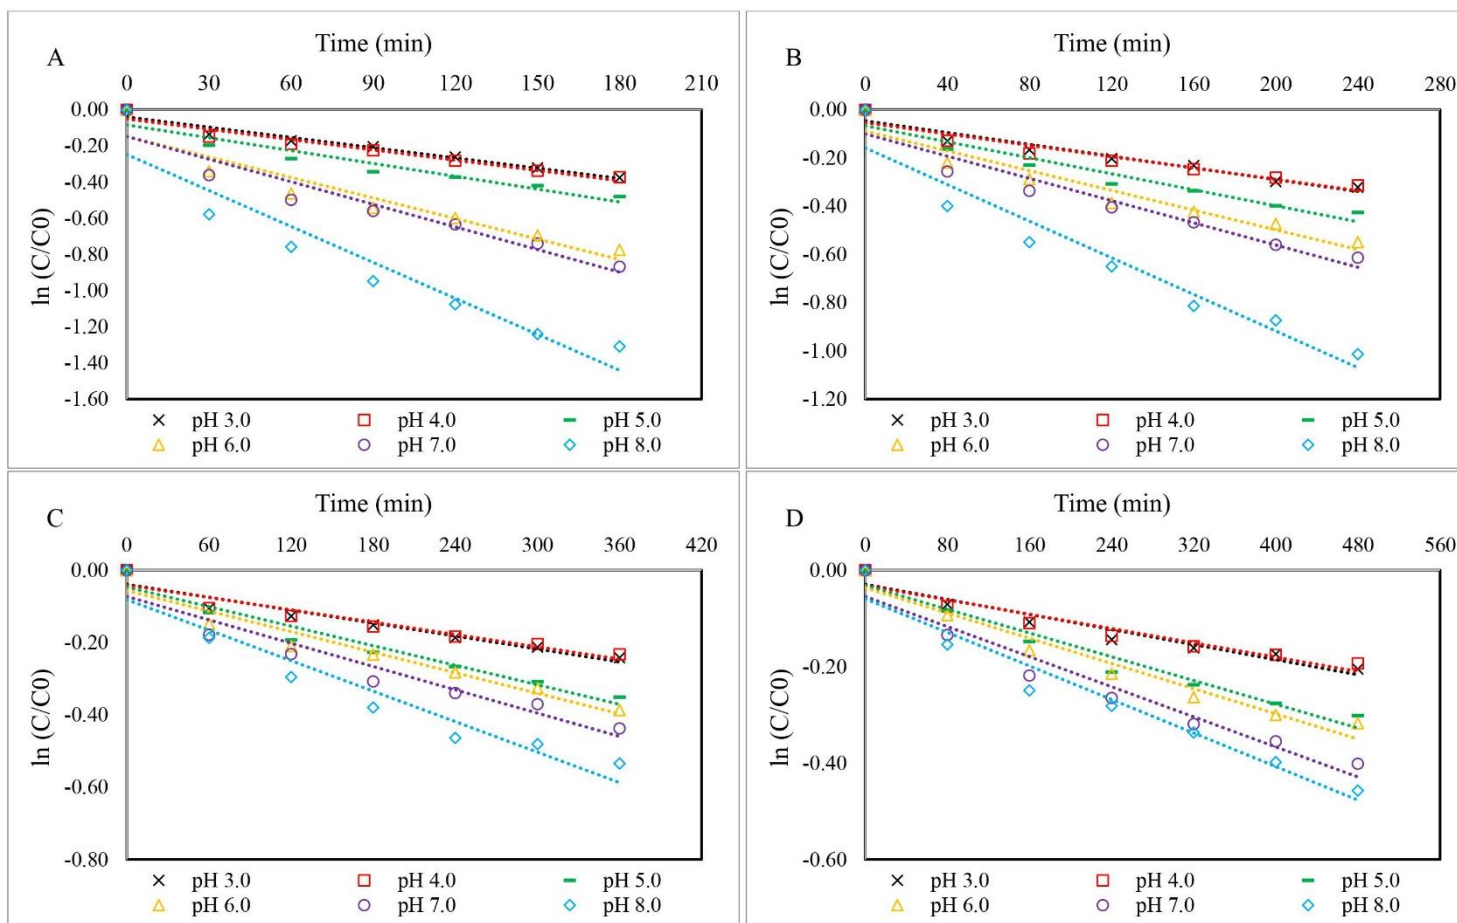 Time (min)
A
0 30 60 90 120 150 180 210
0.00
-0.20
-0.40
-0.60
-0.80
-1.00
-1.20
-1.40
-1.60
ln (C/C0)
pH 3.0 pH 4.0 pH 5.0
pH 6.0 pH 7.0 pH 8.0
Time (min)
B
0 40 80 120 160 200 240 280
0.00
-0.20
-0.40
-0.60
-0.80
-1.00
-1.20
ln (C/C0)
pH 3.0 pH 4.0 pH 5.0
pH 6.0 pH 7.0 pH 8.0
Time (min)
C
0 60 120 180 240 300 360 420
0.00
-0.20
-0.40
-0.60
-0.80
ln (C/C0)
pH 3.0 pH 4.0 pH 5.0
pH 6.0 pH 7.0 pH 8.0
Time (min)
D
0 80 160 240 320 400 480 560
0.00
-0.20
-0.40
-0.60
ln (C/C0)
pH 3.0 pH 4.0 pH 5.0
pH 6.0 pH 7.0 pH 8.0